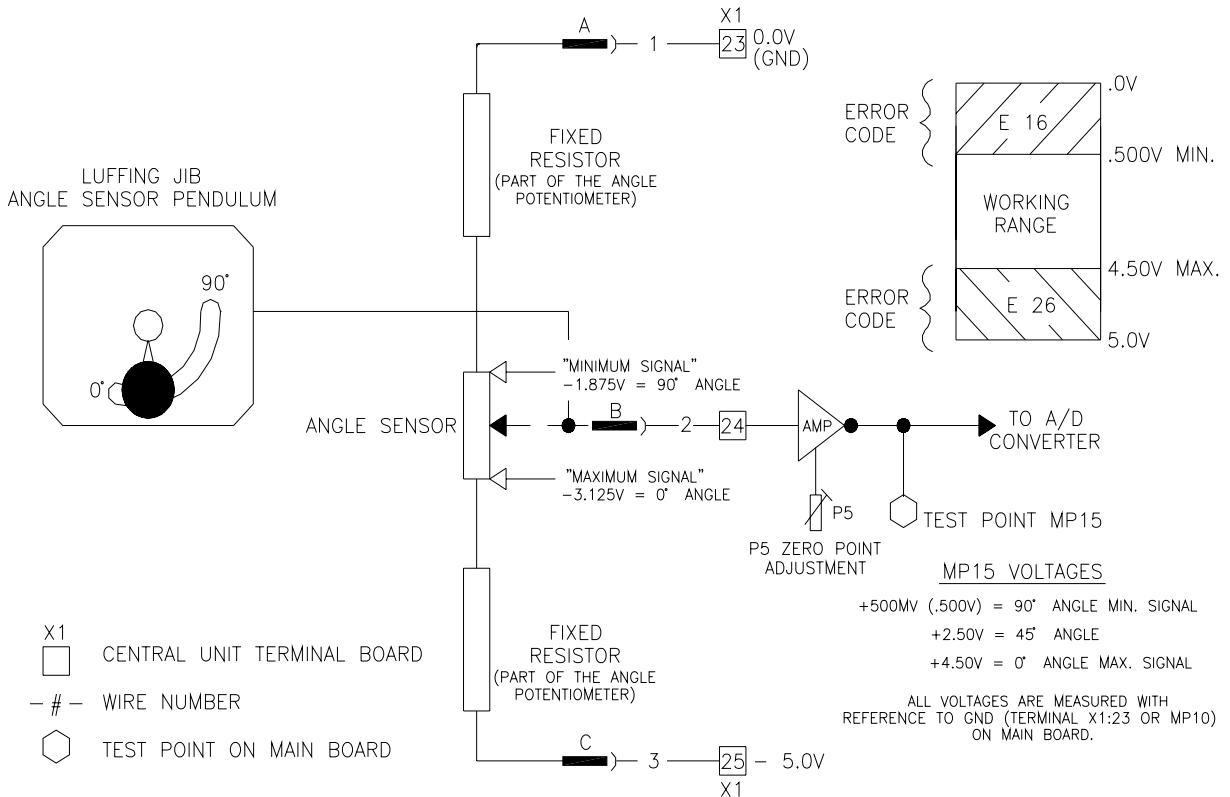 A
1
X1
23
0.0V
(GND)
FIXED
RESISTOR
(PART OF THE ANGLE
POTENTIOMETER)
LUFFING JIB
ANGLE SENSOR PENDULUM
90°
0°
ERROR
CODE
E 16
.0V
.500V MIN.
WORKING
RANGE
4.50V MAX.
ERROR
CODE
E 26
5.0V
"MINIMUM SIGNAL"
-1.875V = 90° ANGLE
ANGLE SENSOR
B
2
24
AMP
TO A/D
CONVERTER
"MAXIMUM SIGNAL"
-3.125V = 0° ANGLE
P5
P5 ZERO POINT
ADJUSTMENT
TEST POINT MP15
MP15 VOLTAGES
+500MV (.500V) = 90° ANGLE MIN. SIGNAL
+2.50V = 45° ANGLE
+4.50V = 0° ANGLE MAX. SIGNAL
ALL VOLTAGES ARE MEASURED WITH
REFERENCE TO GND (TERMINAL X1:23 OR MP10)
ON MAIN BOARD.
FIXED
RESISTOR
(PART OF THE ANGLE
POTENTIOMETER)
C
3
25
- 5.0V
X1
X1
CENTRAL UNIT TERMINAL BOARD
-#- WIRE NUMBER
TEST POINT ON MAIN BOARD